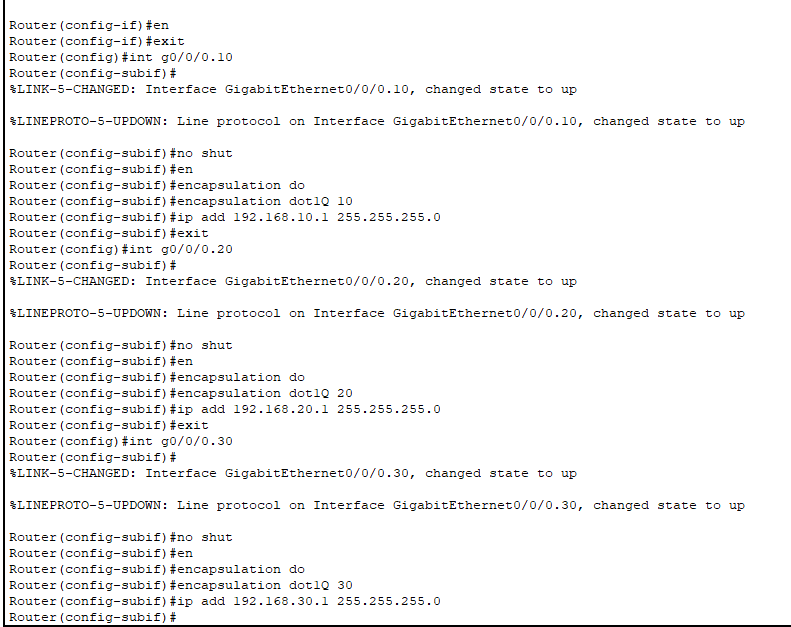 Router(config-if)#en
Router(config-if)#exit
Router(config)#int g0/0/0.10
Router(config-subif)#
%LINK-5-CHANGED: Interface GigabitEthernet0/0/0.10, changed state to up
%LINEPROTO-5-UPDOWN: Line protocol on Interface GigabitEthernet0/0/0.10, changed state to up
Router(config-subif)#no shut
Router(config-subif)#en
Router(config-subif)#encapsulation do
Router(config-subif)#encapsulation dot1Q 10
Router(config-subif)#ip add 192.168.10.1 255.255.255.0
Router(config-subif)#exit
Router(config)#int g0/0/0.20
Router(config-subif)#
%LINK-5-CHANGED: Interface GigabitEthernet0/0/0.20, changed state to up
%LINEPROTO-5-UPDOWN: Line protocol on Interface GigabitEthernet0/0/0.20, changed state to up
Router(config-subif)#no shut
Router(config-subif)#en
Router(config-subif)#encapsulation do
Router(config-subif)#encapsulation dot1Q 20
Router(config-subif)#ip add 192.168.20.1 255.255.255.0
Router(config-subif)#exit
Router(config)#int g0/0/0.30
Router(config-subif)#
%LINK-5-CHANGED: Interface GigabitEthernet0/0/0.30, changed state to up
%LINEPROTO-5-UPDOWN: Line protocol on Interface GigabitEthernet0/0/0.30, changed state to up
Router(config-subif)#no shut
Router(config-subif)#en
Router(config-subif)#encapsulation do
Router(config-subif)#encapsulation dot1Q 30
Router(config-subif)#ip add 192.168.30.1 255.255.255.0
Router(config-subif)#